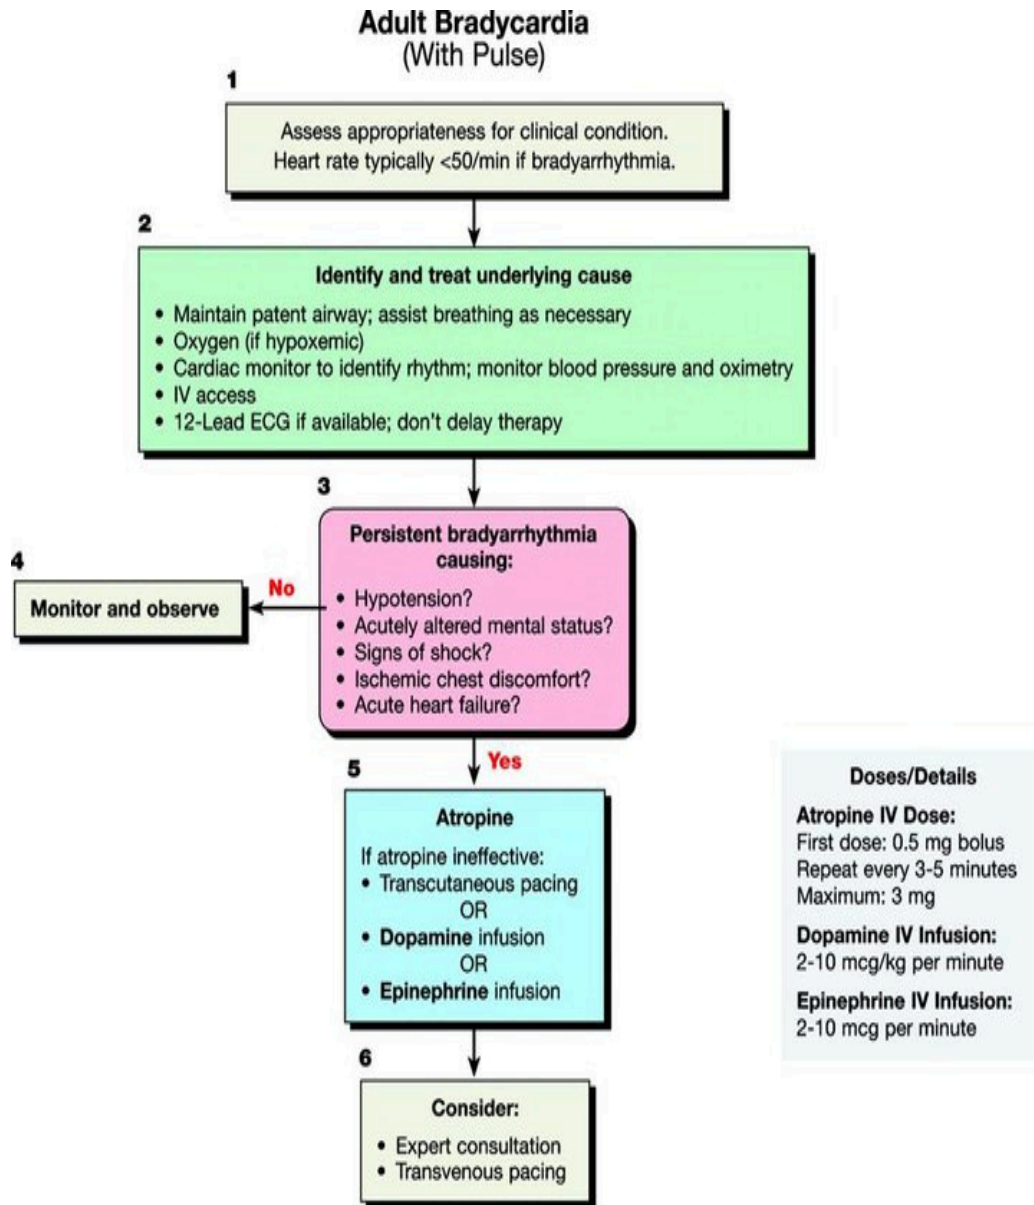 Adult Bradycardia
(With Pulse)
1
Assess appropriateness for clinical condition.
Heart rate typically <50/min if bradyarrhythmia.
2
Identify and treat underlying cause
• Maintain patent airway; assist breathing as necessary
• Oxygen (if hypoxemic)
• Cardiac monitor to identify rhythm; monitor blood pressure and oximetry
• IV access
• 12-Lead ECG if available; don't delay therapy
3
Persistent bradyarrhythmia
causing:
• Hypotension?
• Acutely altered mental status?
• Signs of shock?
• Ischemic chest discomfort?
• Acute heart failure?
No
4
Monitor and observe
Yes
5
Atropine
If atropine ineffective:
• Transcutaneous pacing
OR
• Dopamine infusion
OR
• Epinephrine infusion
6
Consider:
• Expert consultation
• Transvenous pacing
Doses/Details
Atropine IV Dose:
First dose: 0.5 mg bolus
Repeat every 3-5 minutes
Maximum: 3 mg
Dopamine IV Infusion:
2-10 mcg/kg per minute
Epinephrine IV Infusion:
2-10 mcg per minute